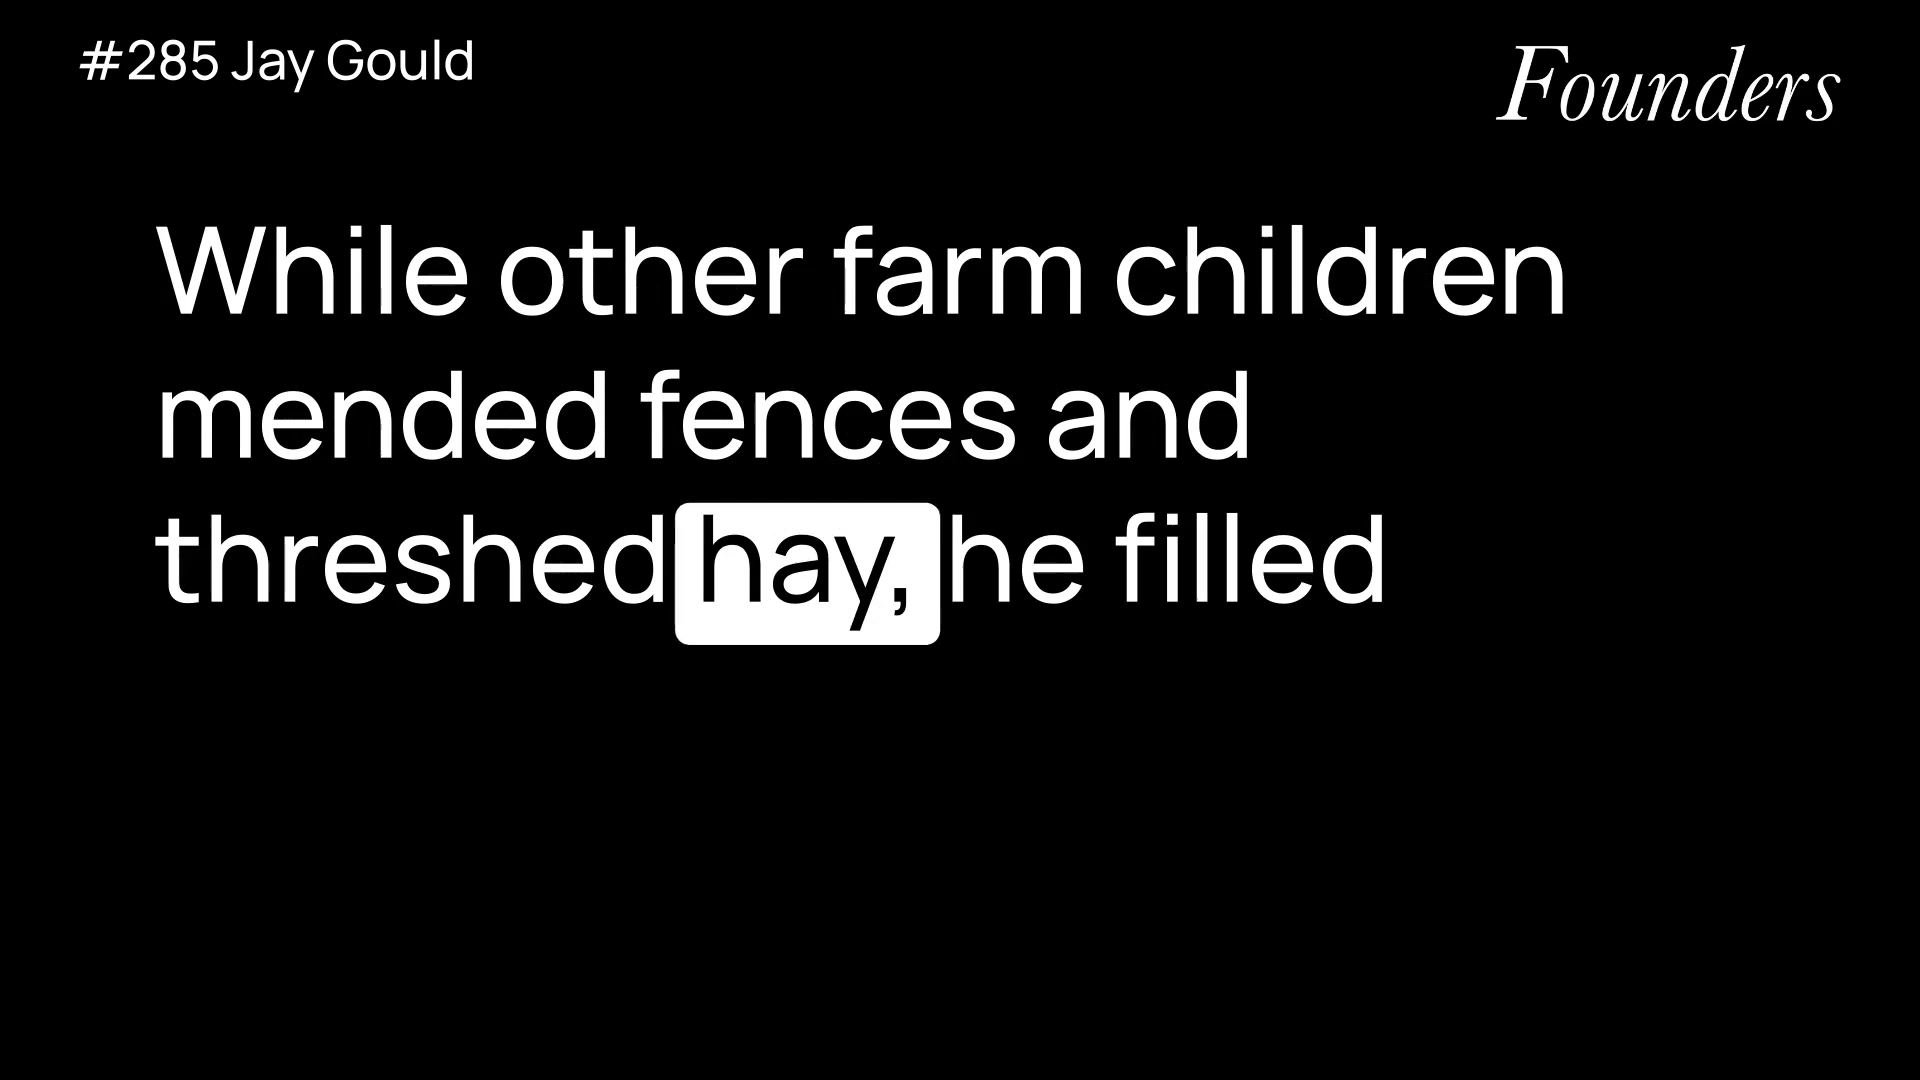 #285 Jay Gould
Founders
While other farm children
mended fences and
threshed hay, he filled